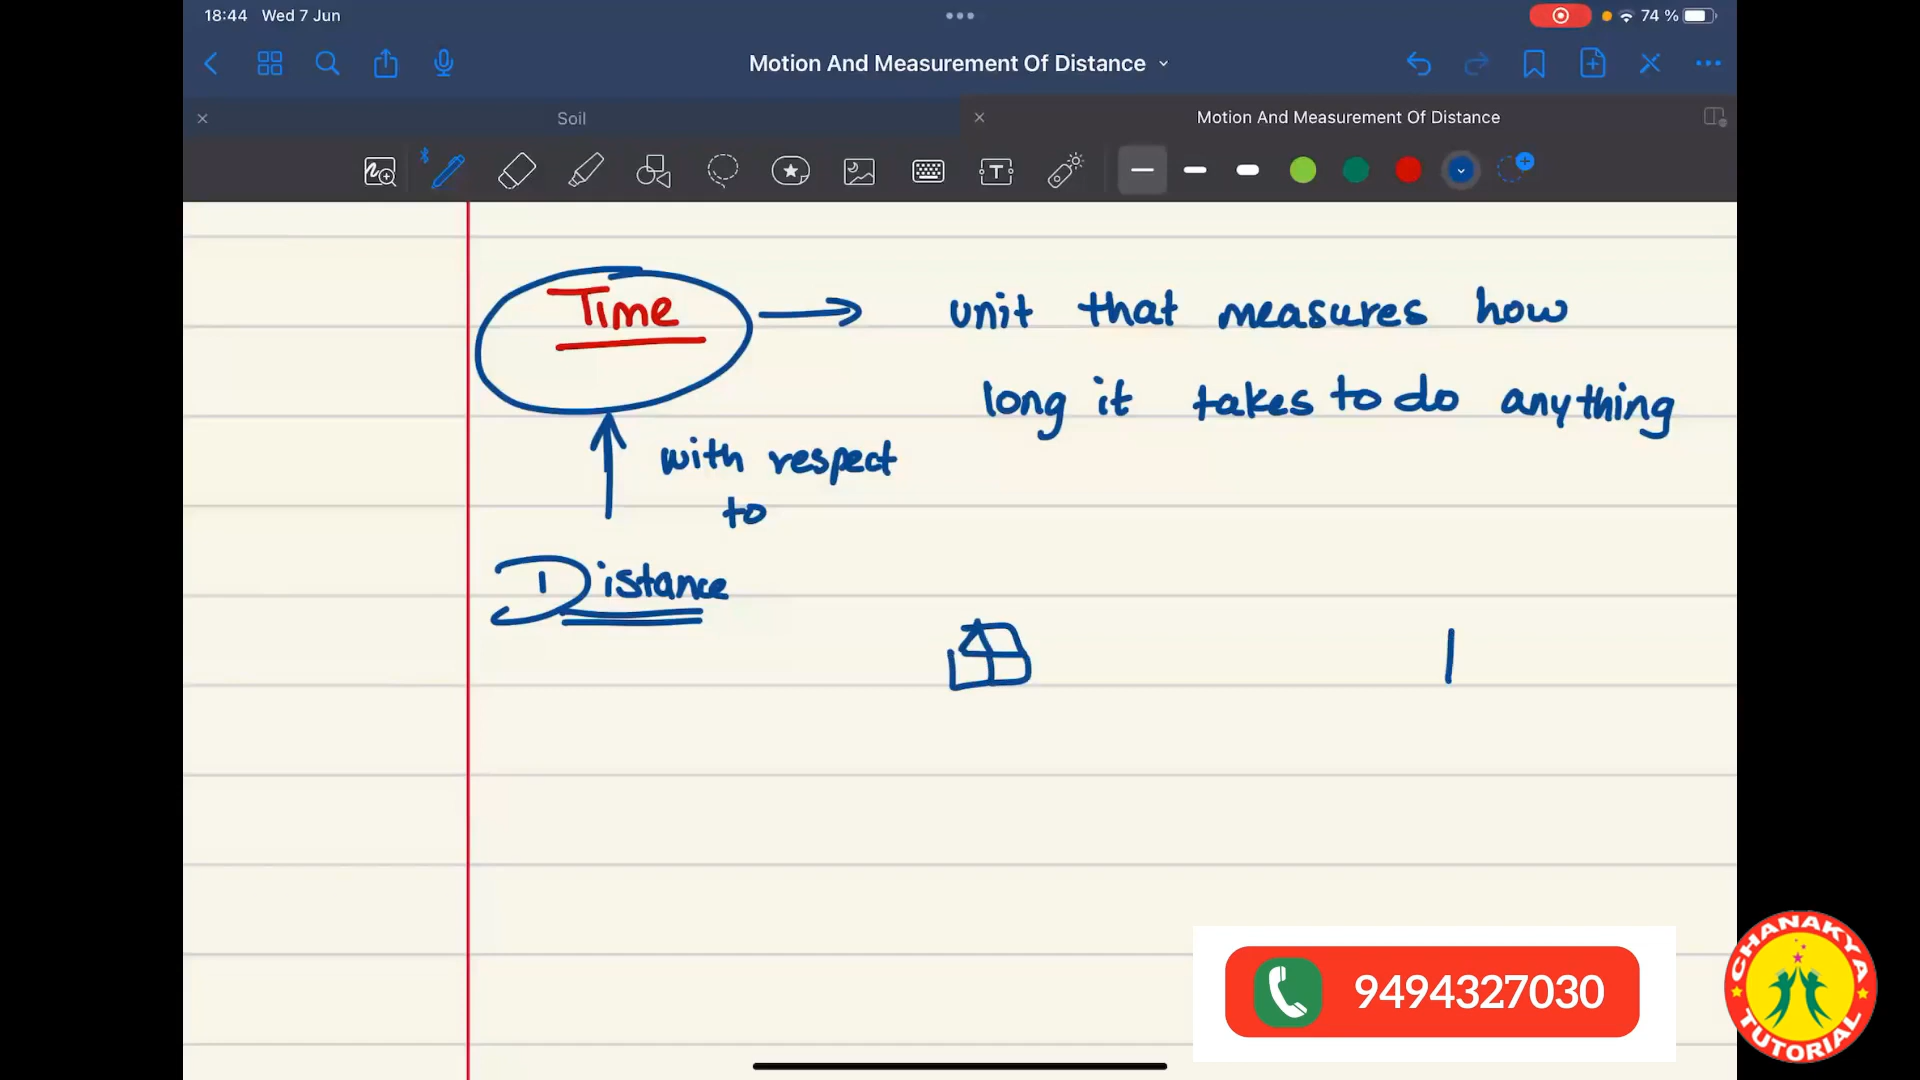 18:44 Wed 7 Jun
74 %
Motion And Measurement Of Distance
Soil
Motion And Measurement Of Distance
T
Time
unit that measures how
long it takes to do anything
with respect
to
Distance
9494327030
CHANAKYA
TUTORIAL